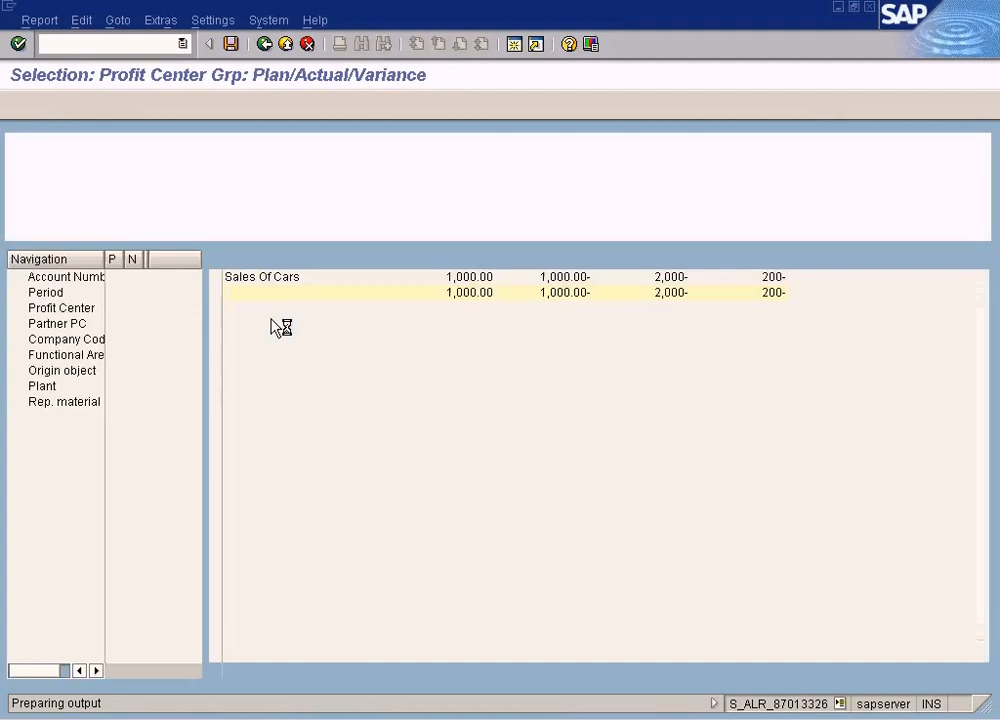 Report Edit Goto Extras Settings System Help
SAP
Selection: Profit Center Grp: Plan/Actual/Variance
Navigation P N
Account Numb
Sales Of Cars 1,000.00 1,000.00- 2,000- 200-
Period 1,000.00 1,000.00- 2,000- 200-
Profit Center
Partner PC
Company Cod
Functional Are
Origin object
Plant
Rep. material
Preparing output S_ALR_87013326 sapserver INS